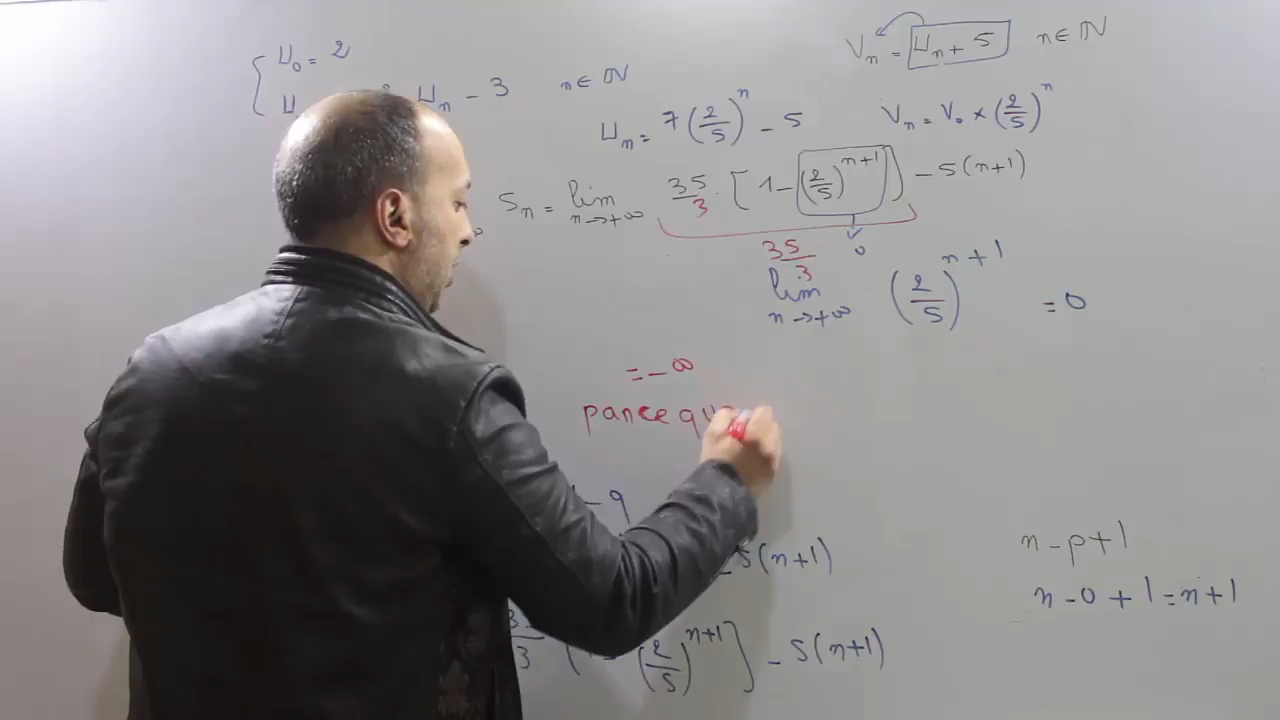 U₀ = 2
Uₙ - 3 n ∈ ℕ
Vₙ = Uₙ + 5 n ∈ ℕ
Uₙ = 7(2/5)ⁿ - 5
Vₙ = V₀ × (2/5)ⁿ
Sₙ = lim n→+∞ 35/3 · [1 - (2/5)ⁿ⁺¹] - 5(n+1)
35/3
0
lim n→+∞ (2/5)ⁿ⁺¹ = 0
= -∞
parce que
- q
- 5(n+1)
n - p + 1
n - 0 + 1 = n + 1
3 (2/5)ⁿ⁺¹] - 5(n+1)